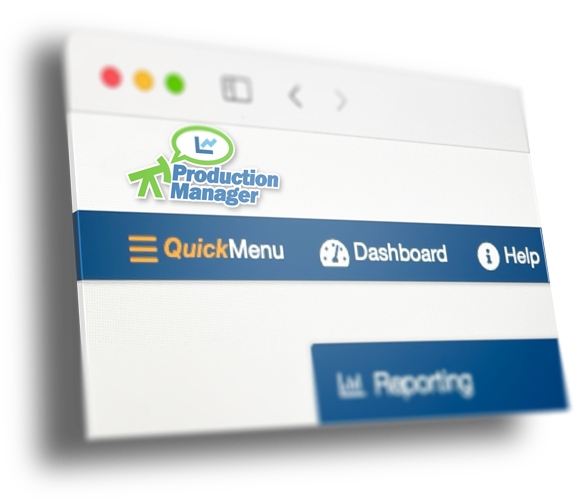 Production
Manager
QuickMenu Dashboard Help
Reporting